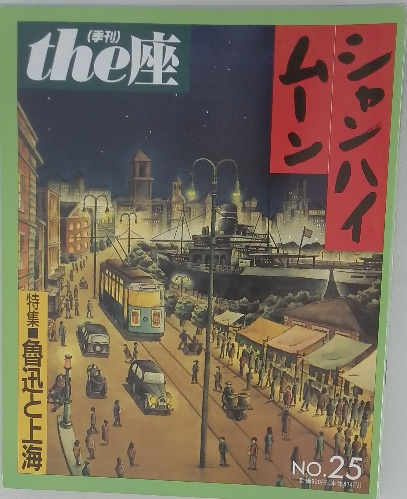 (季刊)
the座
シャンハイ
ムーン
特集■魯迅と上海
NO.25